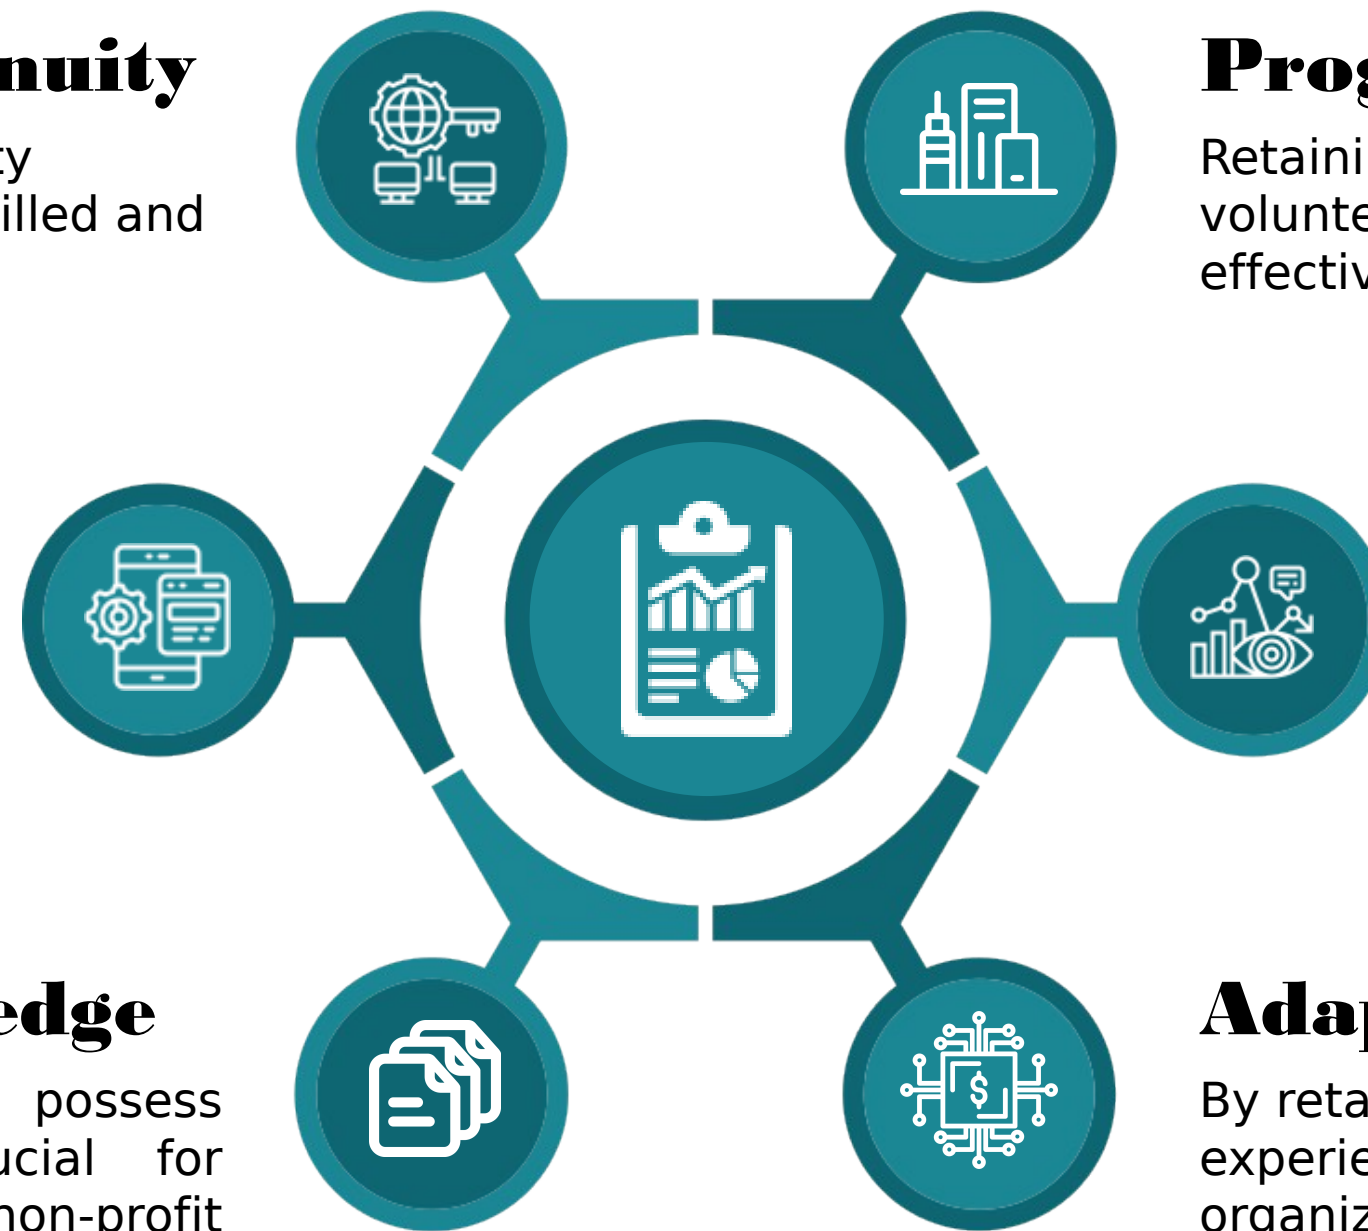 nuity
ty
illed and
Prog
Retaini
volunte
effectiv
edge
possess
ucial for
non-profit
Adap
By reta
experie
organiz
$